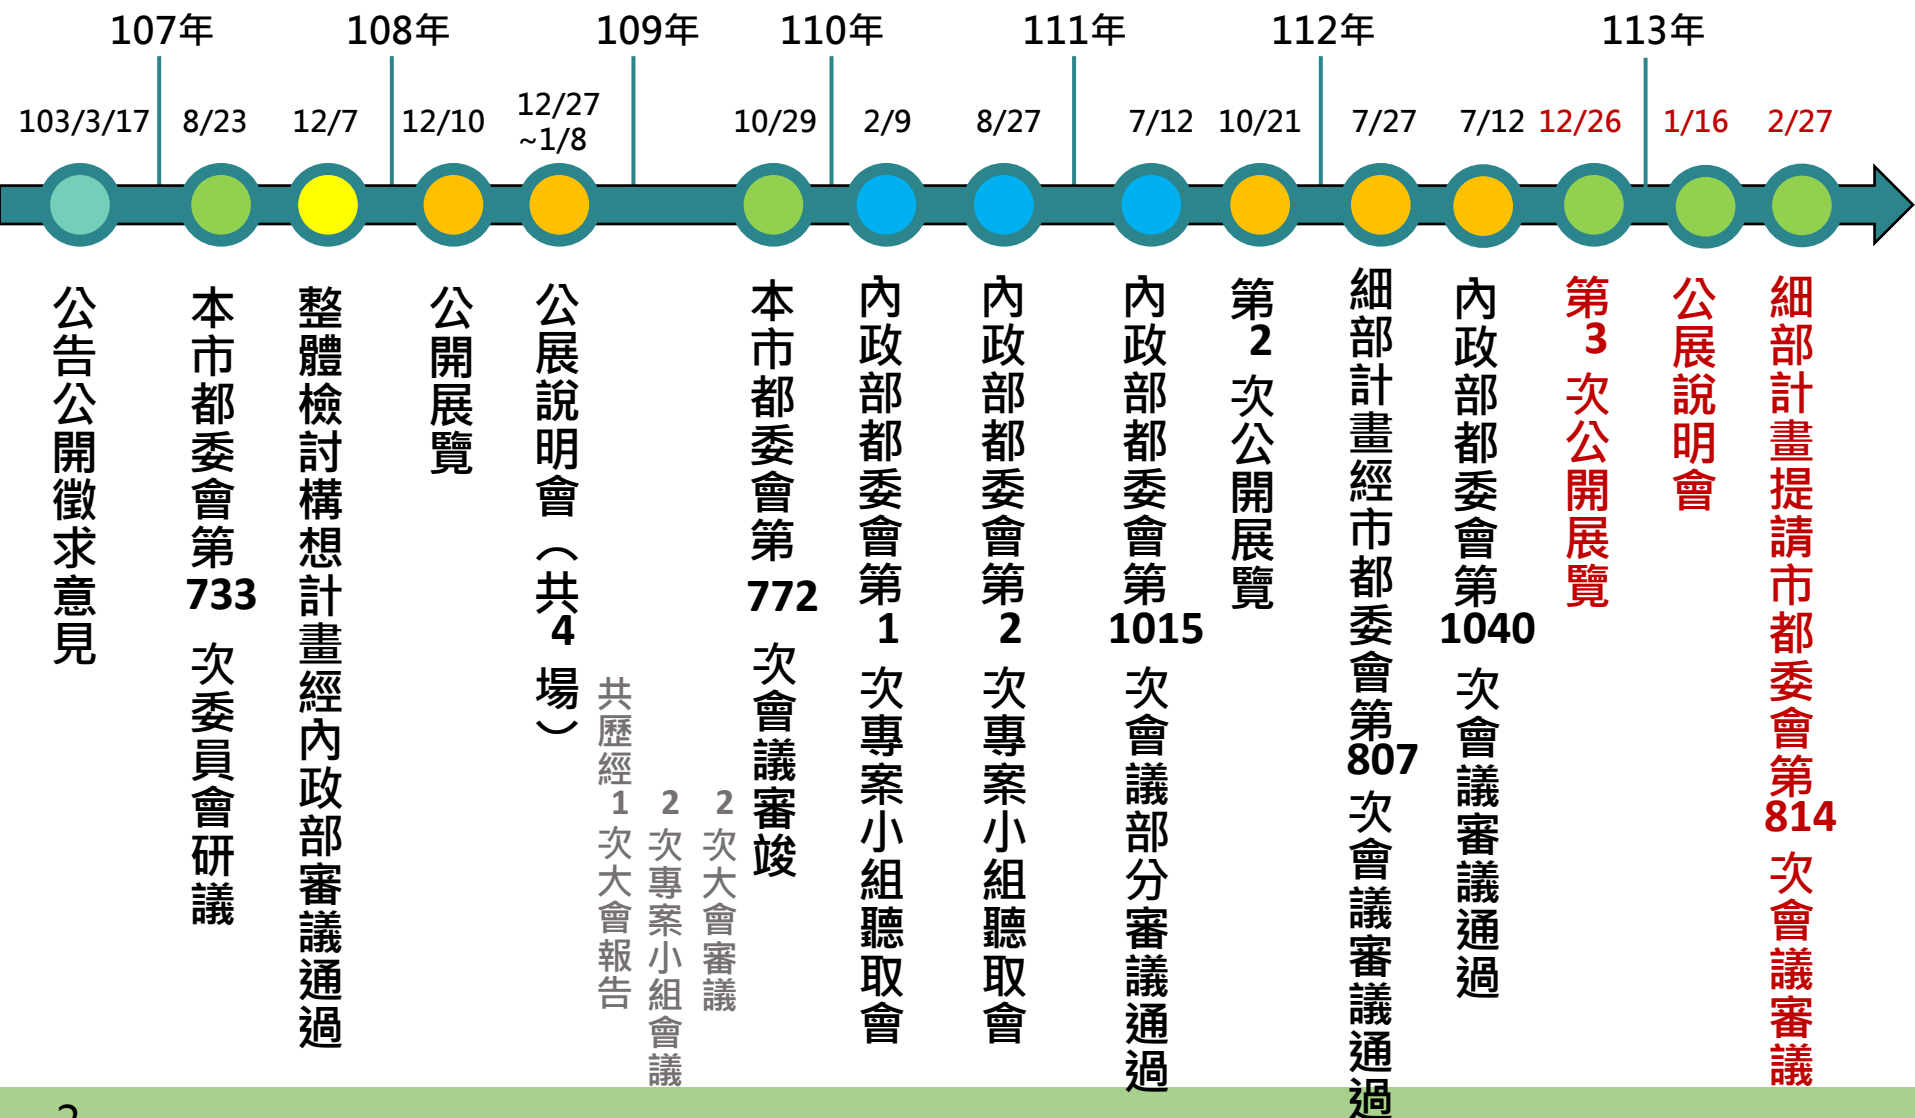 107年
108年
109年
110年
111年
112年
113年
103/3/17
8/23
12/7
12/10
12/27
~1/8
10/29
2/9
8/27
7/12
10/21
7/27
7/12
12/26
1/16
2/27
公告公開徵求意見
本市都委會第733次委員會研議
整體檢討構想計畫經內政部審議通過
公開展覽
公展說明會（共4場）
共歷經1次大會報告
2次專案小組會議
2次大會審議
本市都委會第772次會議審竣
內政部都委會第1次專案小組聽取會
內政部都委會第2次專案小組聽取會
內政部都委會第1015次會議部分審議通過
第2次公開展覽
細部計畫經市都委會第807次會議審議通過
內政部都委會第1040次會議審議通過
第3次公開展覽
公展說明會
細部計畫提請市都委會第814次會議審議
2